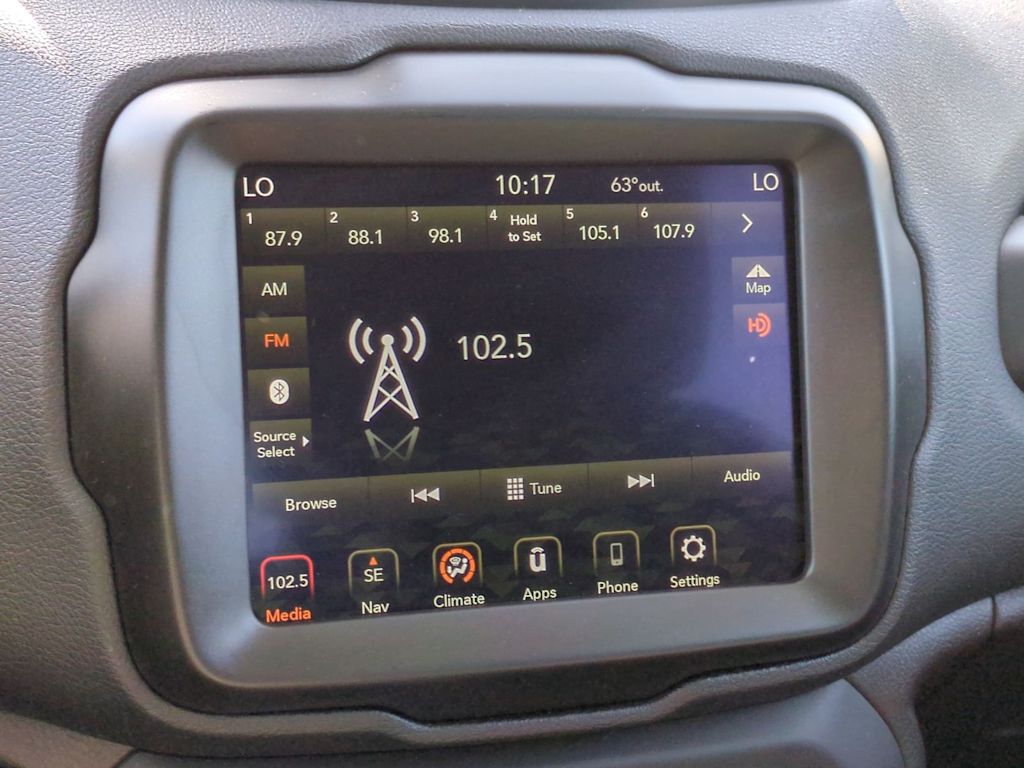 LO 10:17 63°out. LO
1 87.9 2 88.1 3 98.1 4 Hold to Set 5 105.1 6 107.9
AM
Map
FM
HD
102.5
Source
Select
Browse Tune Audio
102.5 SE ū
Media Nav Climate Apps Phone Settings